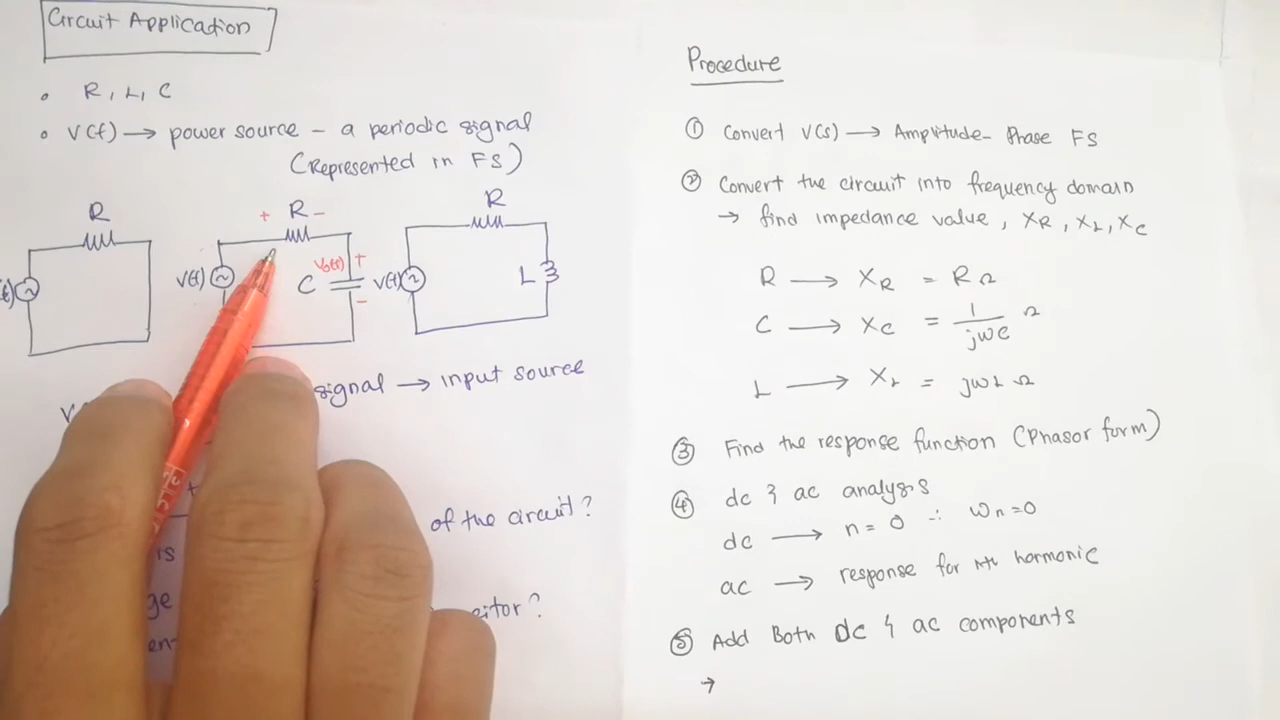 Circuit Application
• R, L, C
• V(t) → power source – a periodic signal
(Represented in FS)
R
+ R –
R
V(t)
C
Vo(t) +
–
V(t)
L
signal → input source
of the circuit?
Procedure
① Convert V(s) → Amplitude- Phase FS
② Convert the circuit into frequency domain
→ find impedance value, XR, XL, XC
R → XR = R Ω
C → XC = 1/jωC Ω
L → XL = jωL Ω
③ Find the response function (Phasor form)
④ dc & ac analysis
dc → n = 0 ∴ ωn = 0
ac → response for nth harmonic
⑤ Add Both dc & ac components
→